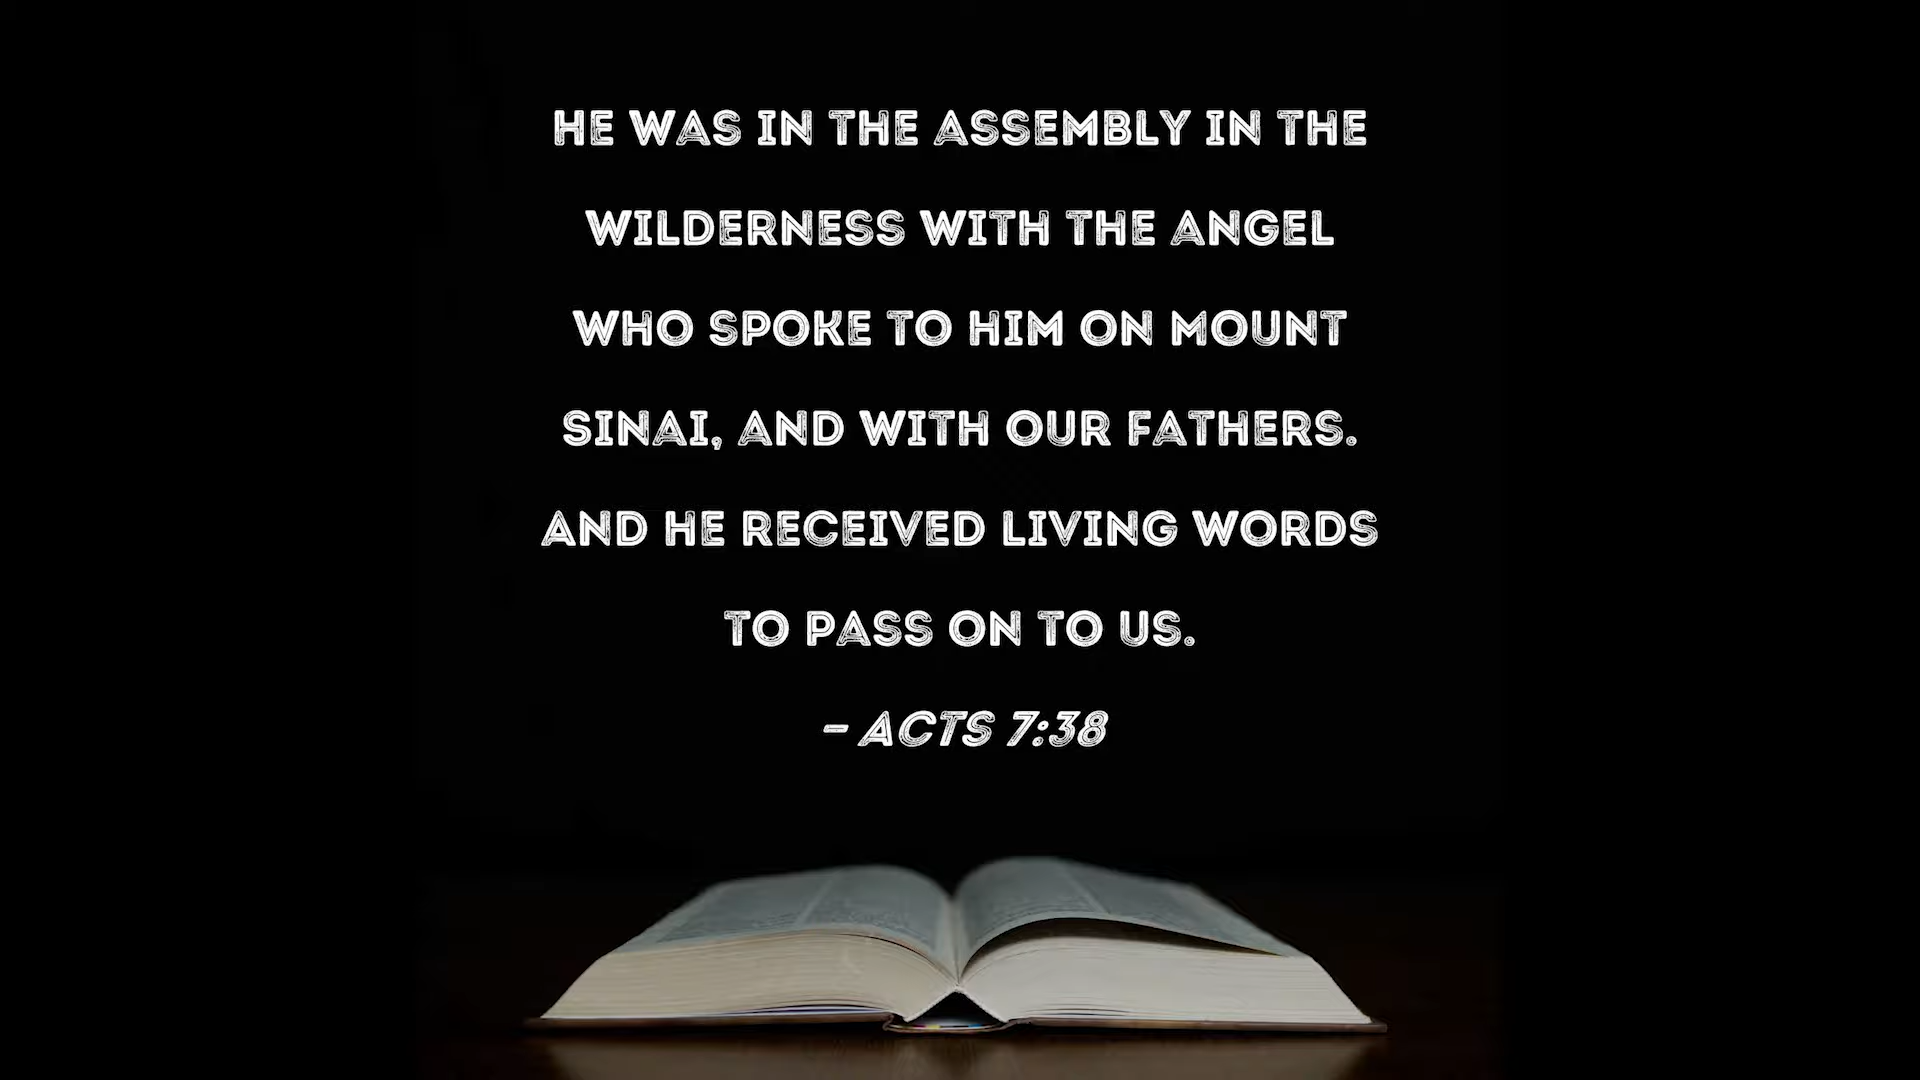 HE WAS IN THE ASSEMBLY IN THE
WILDERNESS WITH THE ANGEL
WHO SPOKE TO HIM ON MOUNT
SINAI, AND WITH OUR FATHERS.
AND HE RECEIVED LIVING WORDS
TO PASS ON TO US.
– ACTS 7:38